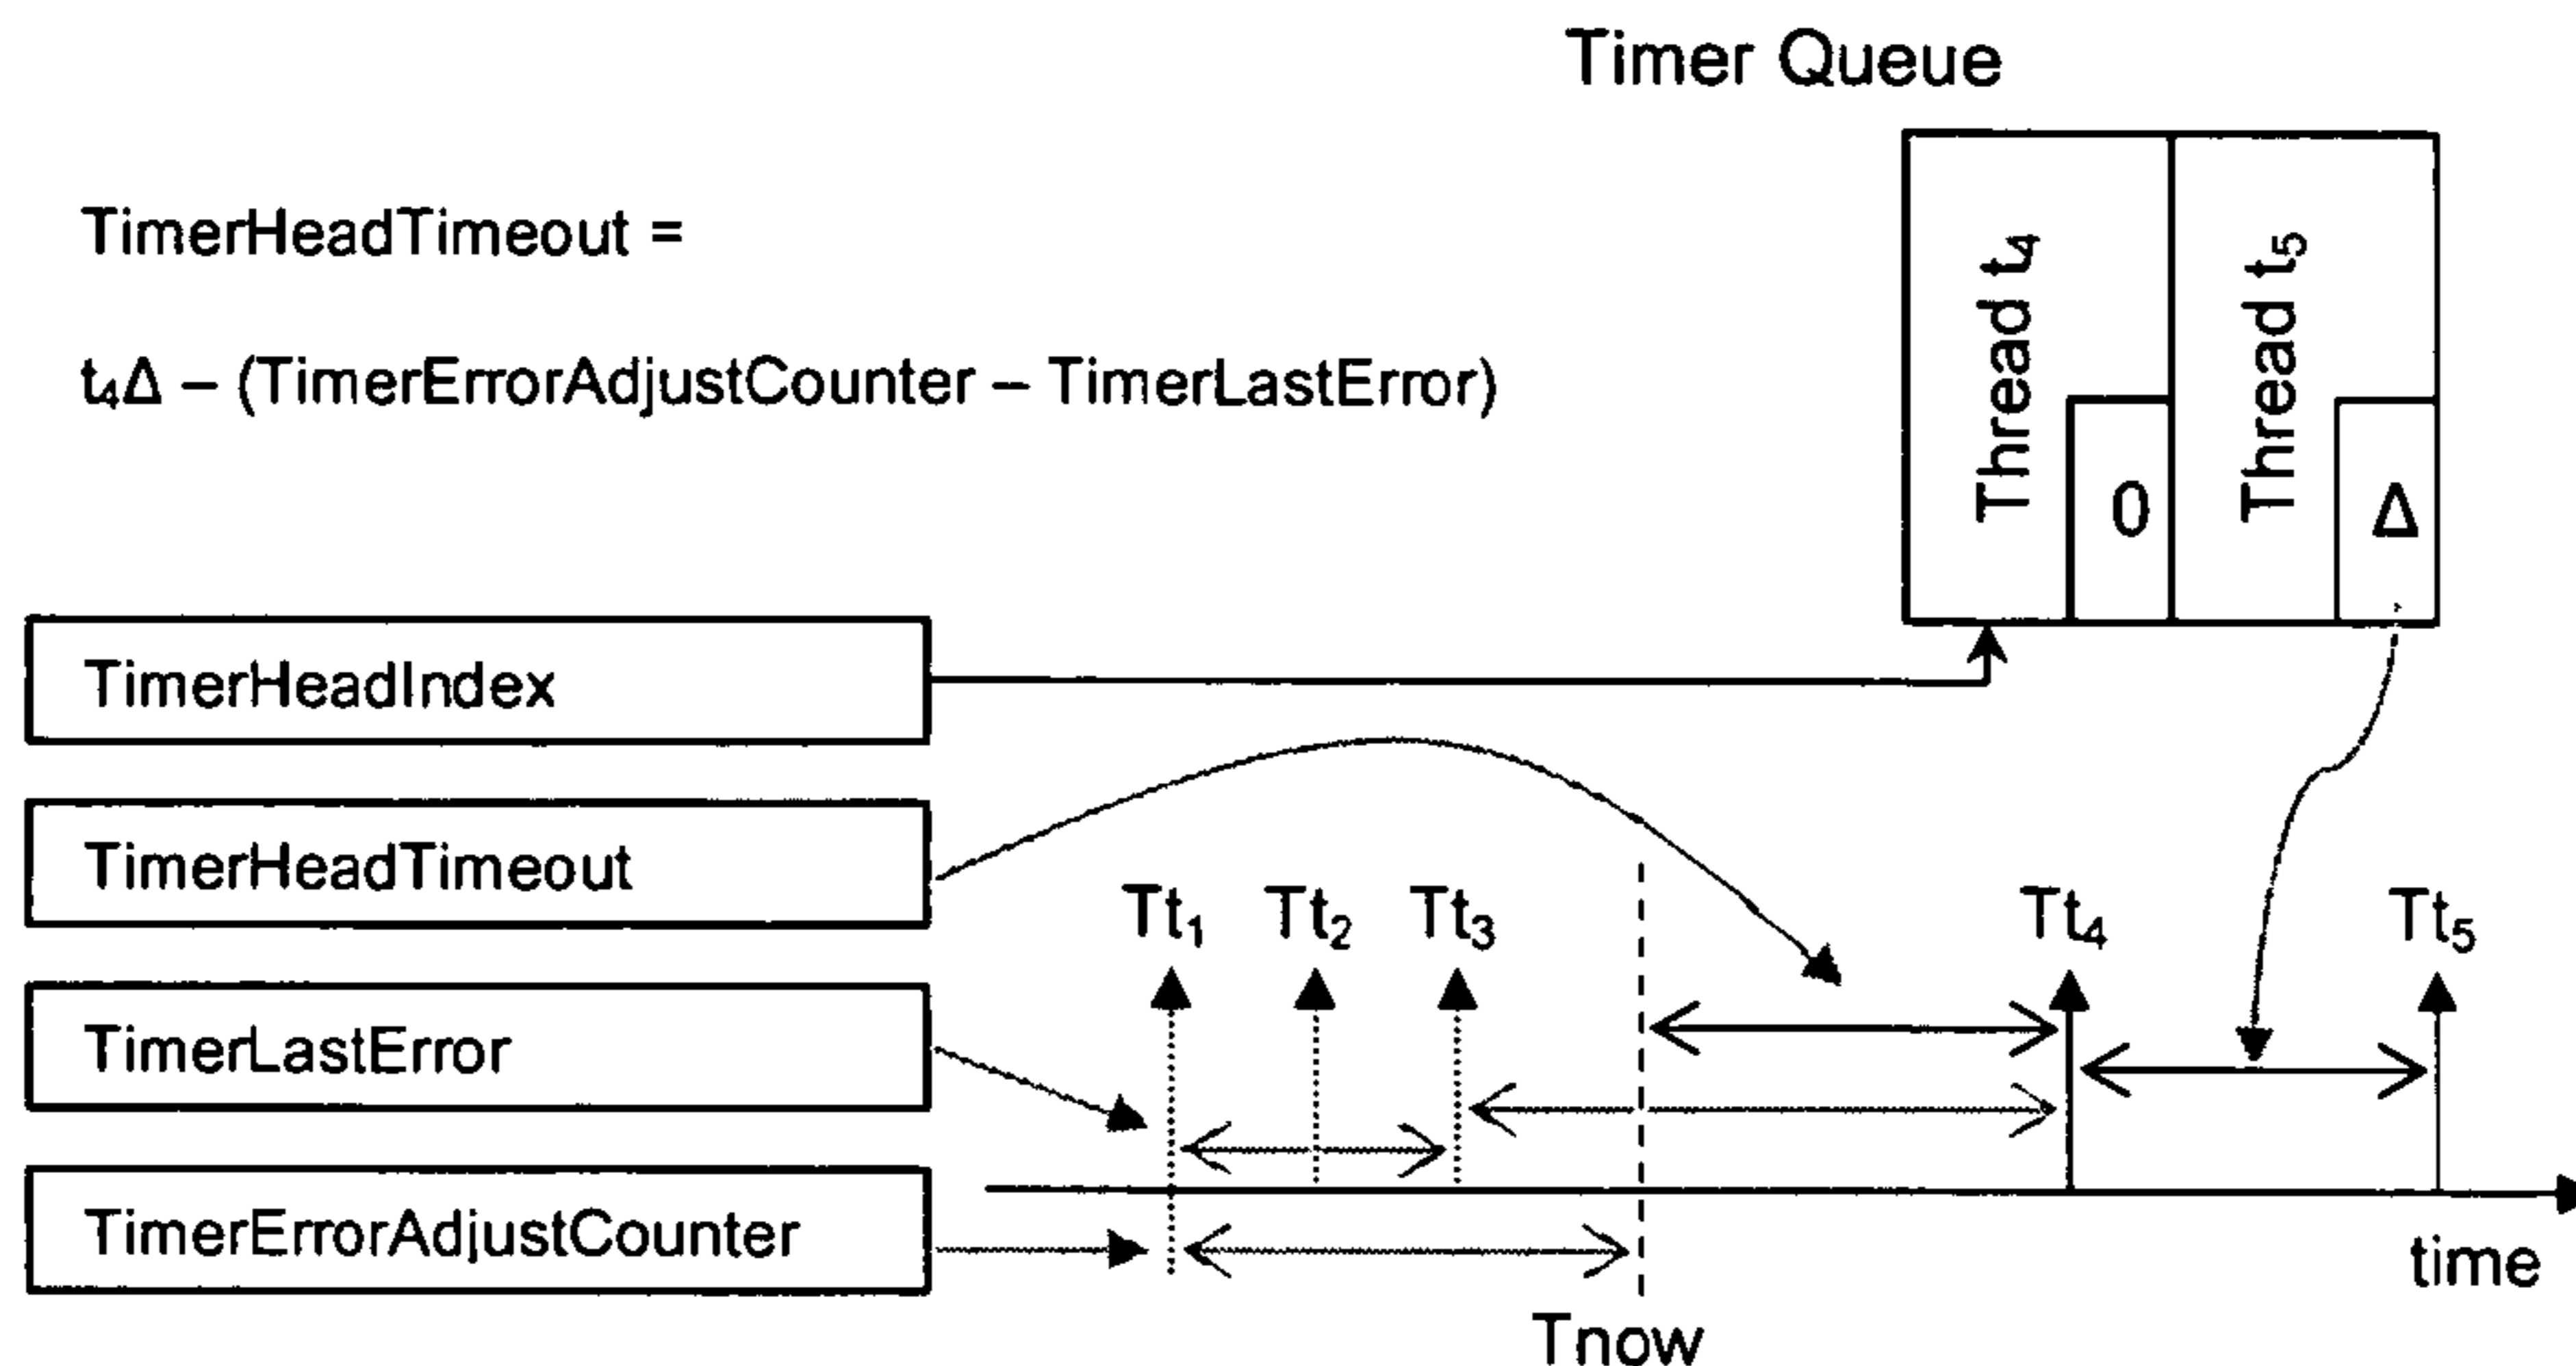 Timer Queue
TimerHeadTimeout =
t₄Δ – (TimerErrorAdjustCounter – TimerLastError)
Thread t₄
0
Thread t₅
Δ
TimerHeadIndex
TimerHeadTimeout
TimerLastError
TimerErrorAdjustCounter
Tt₁
Tt₂
Tt₃
Tt₄
Tt₅
time
Tnow